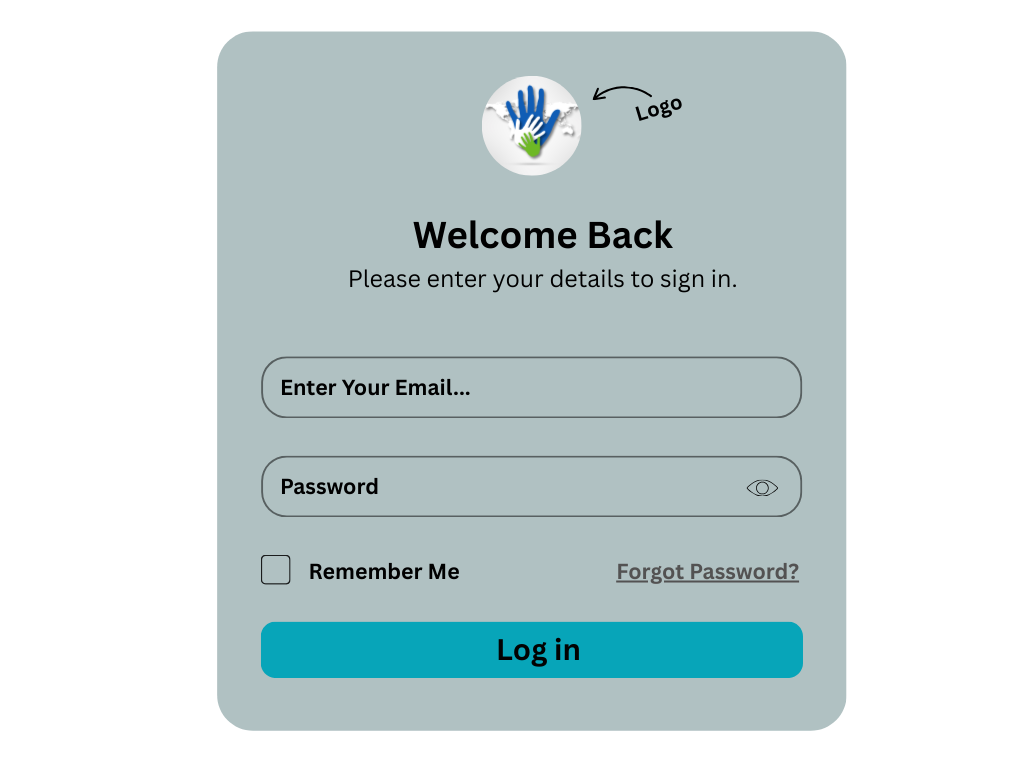 Logo
Welcome Back
Please enter your details to sign in.
Enter Your Email...
Password
Remember Me
Forgot Password?
Log in